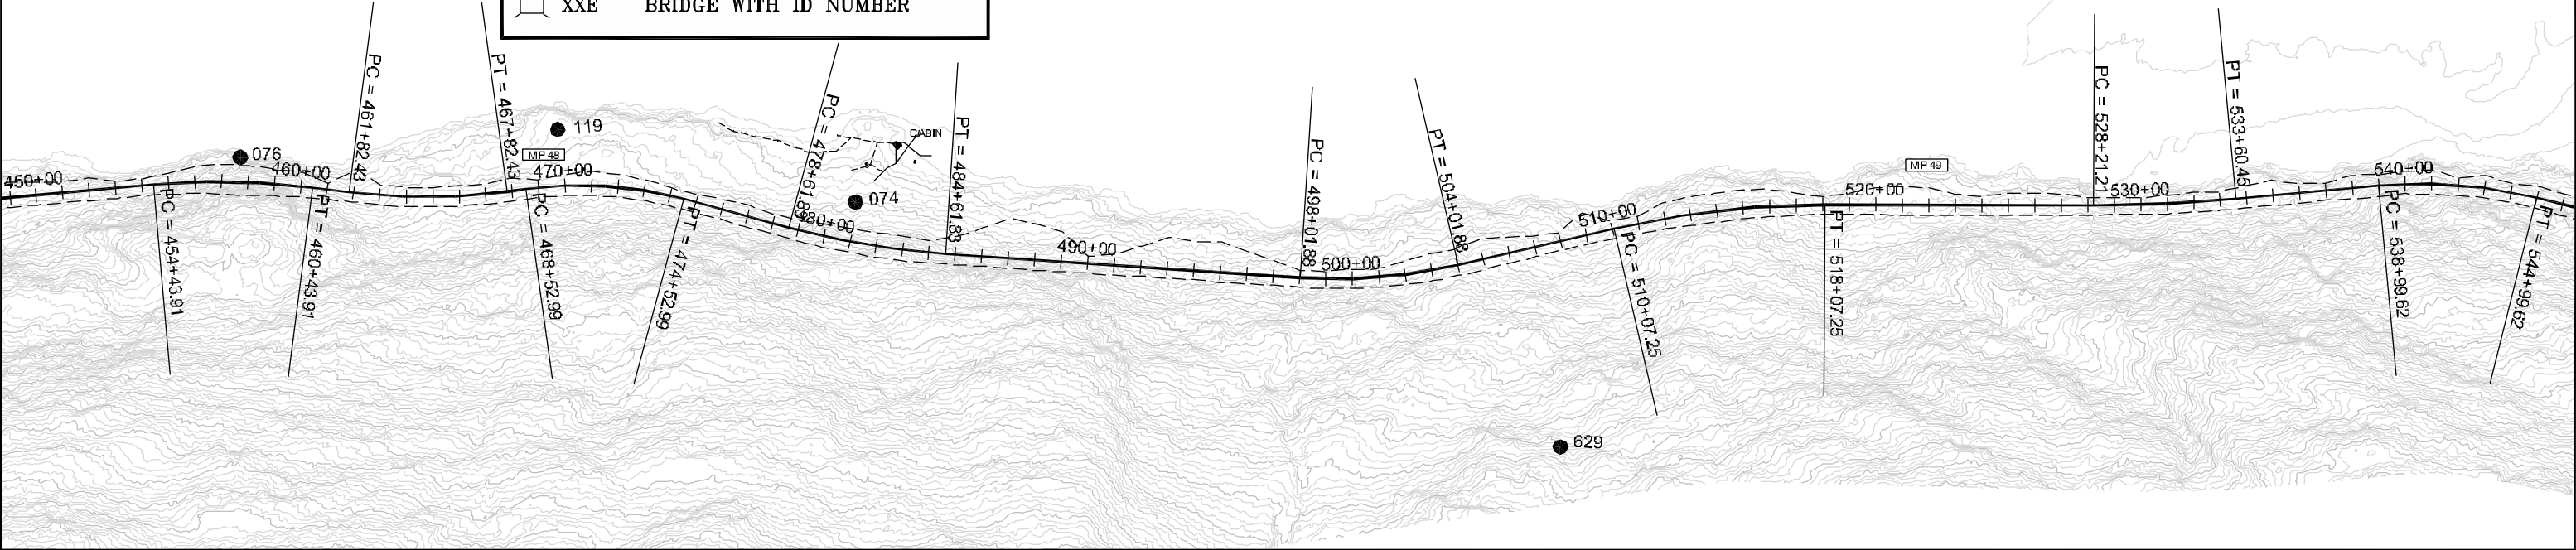 XXE BRIDGE WITH ID NUMBER
450+00
PC = 454+43.91
076
460+00
PT = 460+43.91
PC = 461+82.43
PT = 467+82.43
119
MP 48
470+00
PC = 468+52.99
PT = 474+52.99
PC = 478+61.83
480+00
074
CABIN
PT = 484+61.83
490+00
PC = 498+01.88
500+00
PT = 504+01.88
510+00
PC = 510+07.25
629
PT = 518+07.25
520+00
MP 49
PC = 528+21.21
530+00
PT = 533+60.45
540+00
PC = 538+99.62
PT = 544+99.62